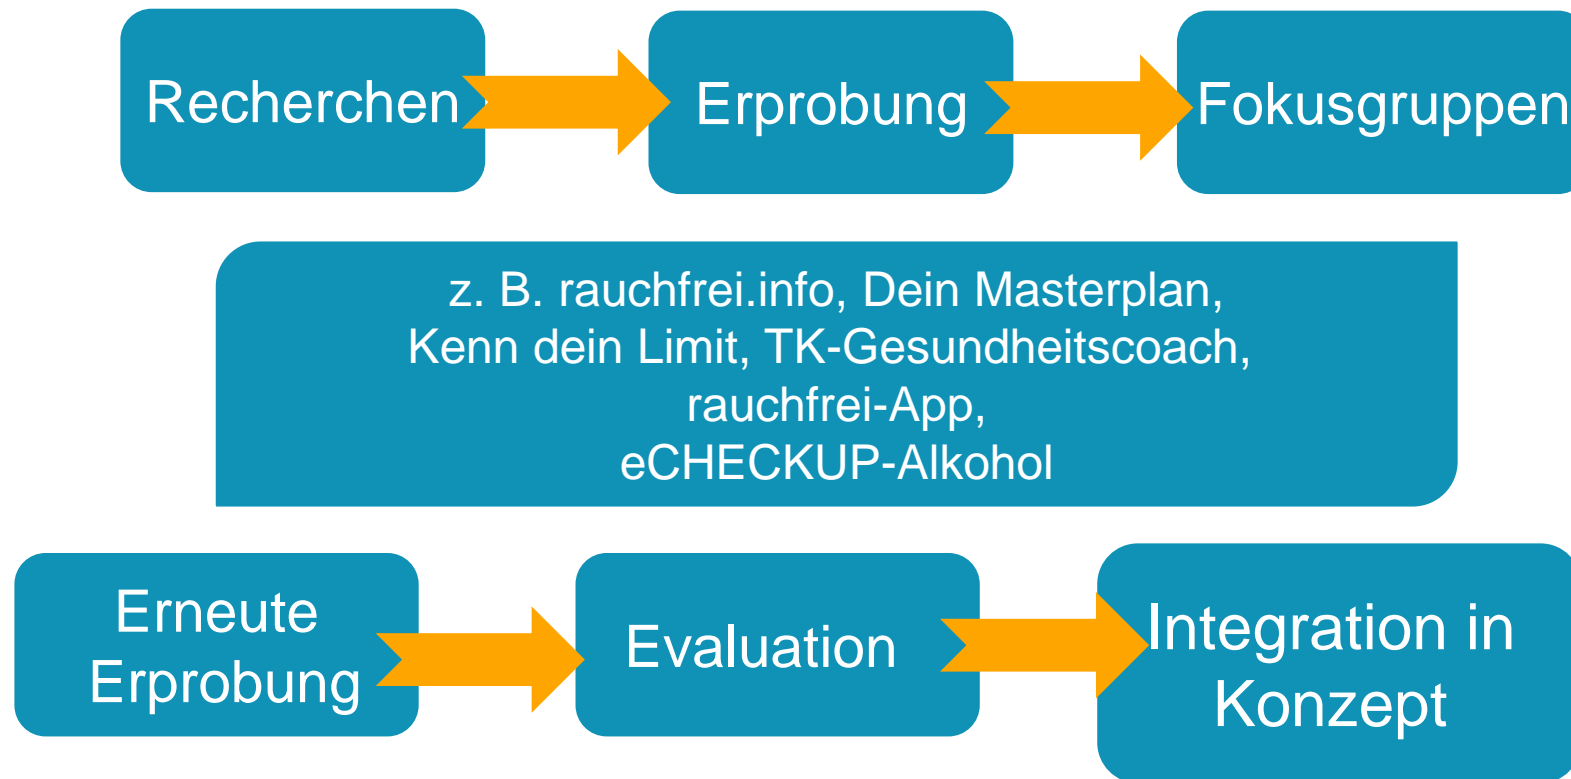 Recherchen
Erprobung
Fokusgruppen
z. B. rauchfrei.info, Dein Masterplan,
Kenn dein Limit, TK-Gesundheitscoach,
rauchfrei-App,
eCHECKUP-Alkohol
Erneute
Erprobung
Evaluation
Integration in
Konzept